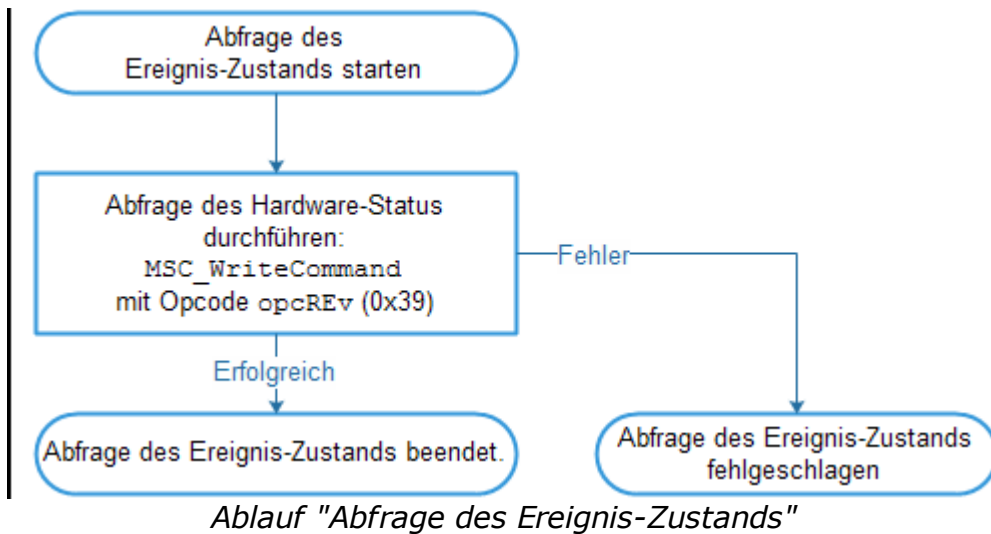 Abfrage des
Ereignis-Zustands starten
Abfrage des Hardware-Status
durchführen:
MSC_WriteCommand
mit Opcode opcREv (0x39)
Fehler
Erfolgreich
Abfrage des Ereignis-Zustands beendet.
Abfrage des Ereignis-Zustands
fehlgeschlagen
Ablauf "Abfrage des Ereignis-Zustands"